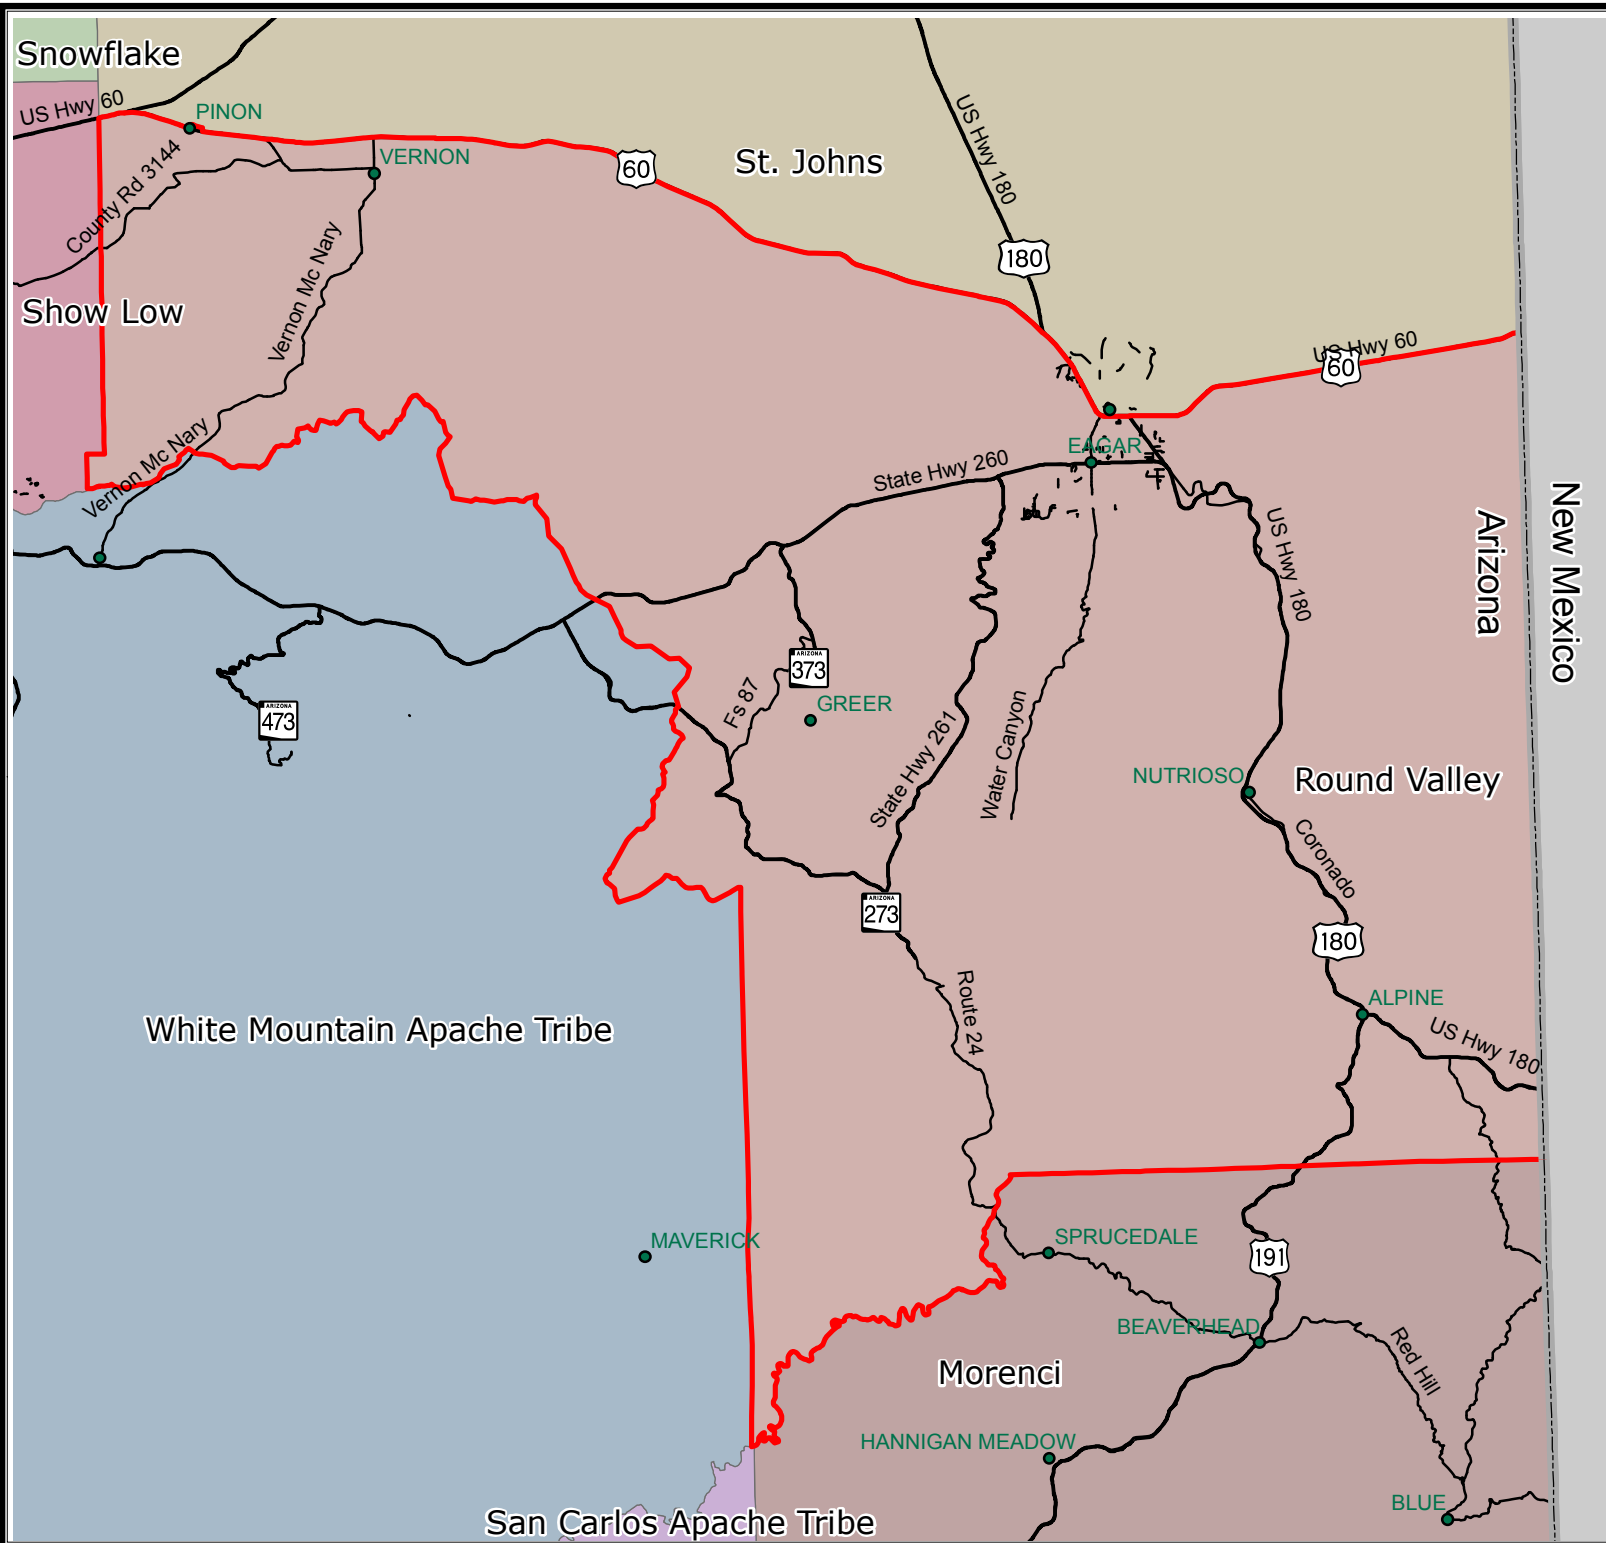 Snowflake
US Hwy 60
PINON
County Rd 3144
VERNON
60
St. Johns
US Hwy 180
180
Show Low
Vernon Mc Nary
US Hwy 60
60
Vernon Mc Nary
EAGAR
State Hwy 260
US Hwy 180
Arizona
New Mexico
ARIZONA
373
Fs 87
GREER
ARIZONA
473
State Hwy 261
Water Canyon
NUTRIOSO
Round Valley
Coronado
ARIZONA
273
180
Route 24
ALPINE
US Hwy 180
White Mountain Apache Tribe
MAVERICK
SPRUCEDALE
191
BEAVERHEAD
Red Hill
Morenci
HANNIGAN MEADOW
BLUE
San Carlos Apache Tribe